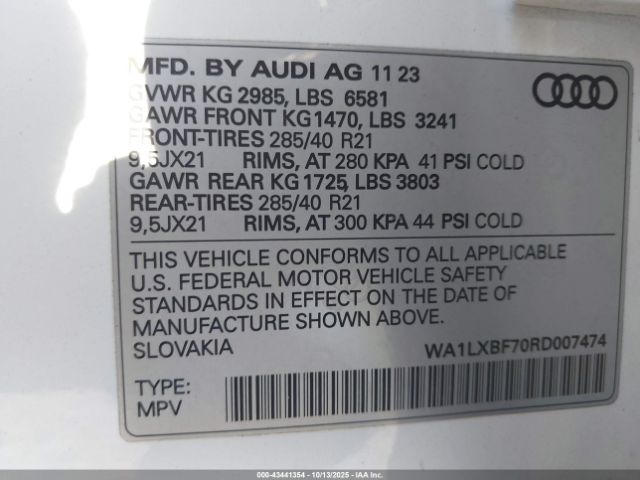 MFD. BY AUDI AG 11 23
GVWR KG 2985, LBS 6581
GAWR FRONT KG1470, LBS 3241
FRONT-TIRES 285/40 R21
9,5JX21 RIMS, AT 280 KPA 41 PSI COLD
GAWR REAR KG 1725, LBS 3803
REAR-TIRES 285/40 R21
9,5JX21 RIMS, AT 300 KPA 44 PSI COLD
THIS VEHICLE CONFORMS TO ALL APPLICABLE
U.S. FEDERAL MOTOR VEHICLE SAFETY
STANDARDS IN EFFECT ON THE DATE OF
MANUFACTURE SHOWN ABOVE.
SLOVAKIA WA1LXBF70RD007474
TYPE:
MPV
000-43441354 | 10/13/2025 - IAA Inc.